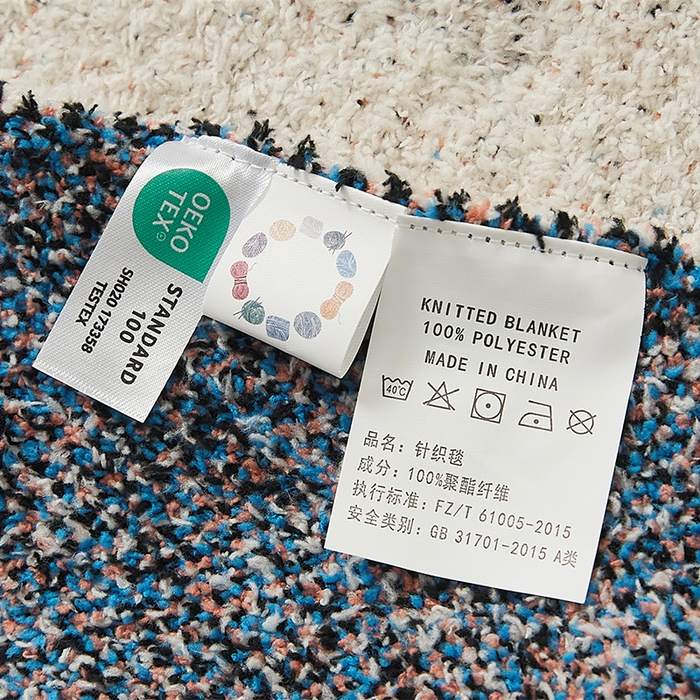 OEKO
TEX®
STANDARD
100
SH020 173358
TESTEX
KNITTED BLANKET
100% POLYESTER
MADE IN CHINA
40℃
品名：针织毯
成分：100%聚酯纤维
执行标准：FZ/T 61005-2015
安全类别：GB 31701-2015 A类